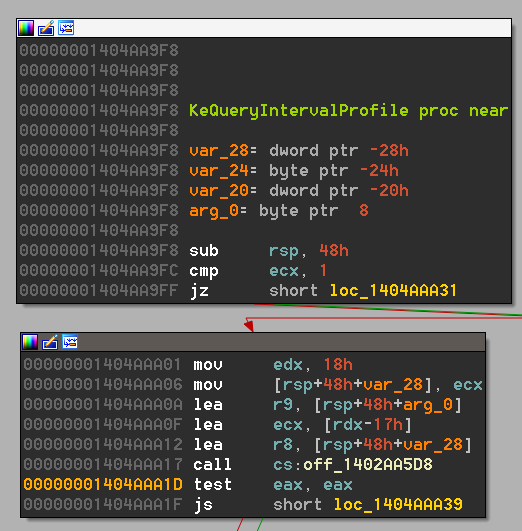 00000001404AA9F8
00000001404AA9F8
00000001404AA9F8
00000001404AA9F8 KeQueryIntervalProfile proc near
00000001404AA9F8
00000001404AA9F8 var_28= dword ptr -28h
00000001404AA9F8 var_24= byte ptr -24h
00000001404AA9F8 var_20= dword ptr -20h
00000001404AA9F8 arg_0= byte ptr  8
00000001404AA9F8
00000001404AA9F8 sub rsp, 48h
00000001404AA9FC cmp ecx, 1
00000001404AA9FF jz short loc_1404AAA31
00000001404AAA01 mov edx, 18h
00000001404AAA06 mov [rsp+48h+var_28], ecx
00000001404AAA0A lea r9, [rsp+48h+arg_0]
00000001404AAA0F lea ecx, [rdx-17h]
00000001404AAA12 lea r8, [rsp+48h+var_28]
00000001404AAA17 call cs:off_1402AA5D8
00000001404AAA1D test eax, eax
00000001404AAA1F js short loc_1404AAA39